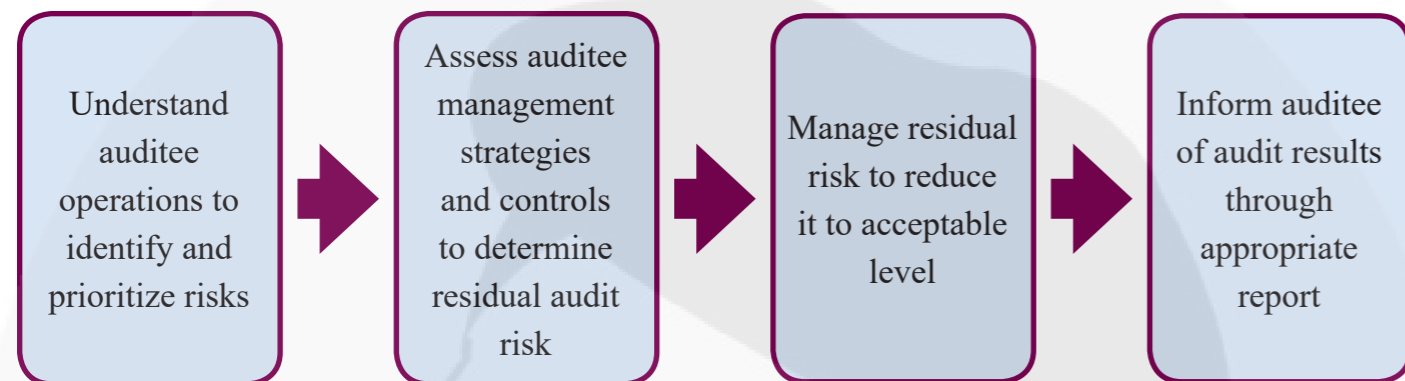 Understand
auditee
operations to
identify and
prioritize risks
Assess auditee
management
strategies
and controls
to determine
residual audit
risk
Manage residual
risk to reduce
it to acceptable
level
Inform auditee
of audit results
through
appropriate
report